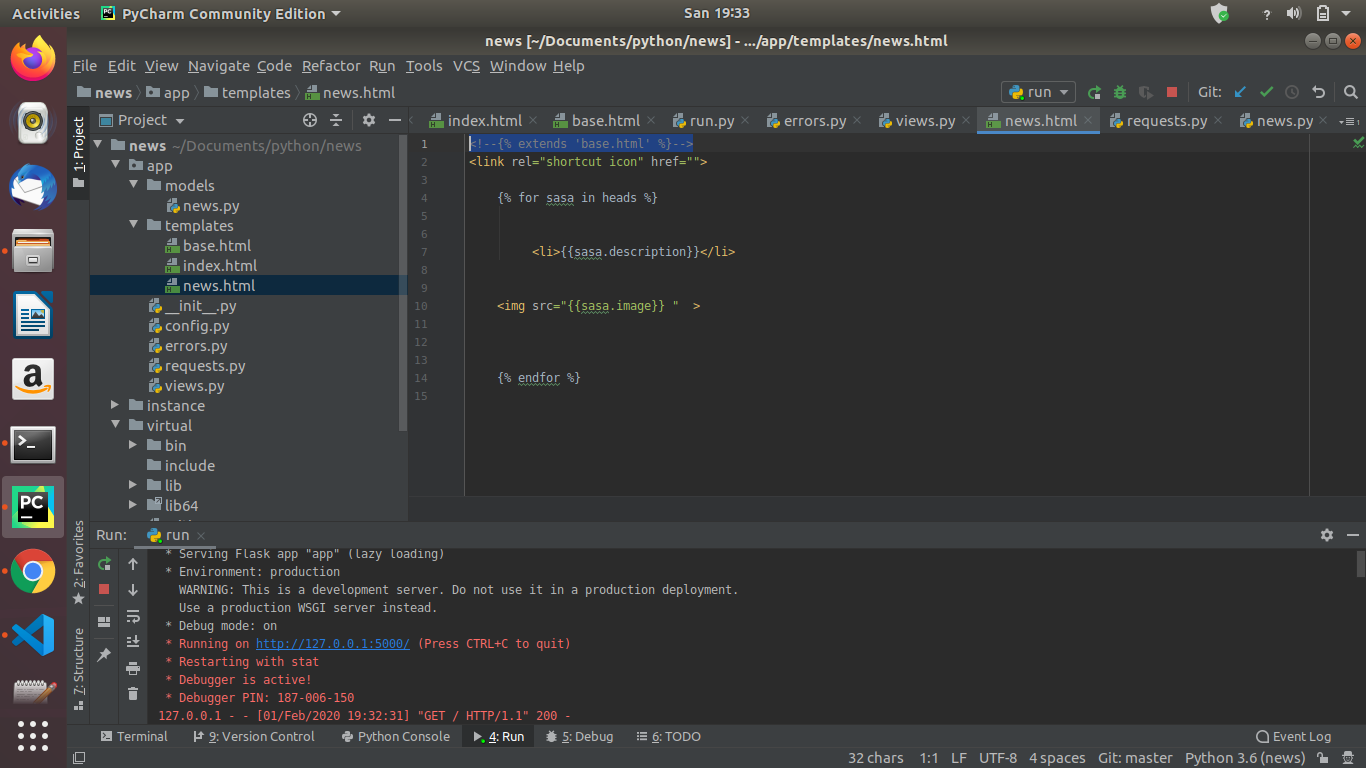 Activities PyCharm Community Edition San 19:33 ?
news [~/Documents/python/news] - .../app/templates/news.html
File Edit View Navigate Code Refactor Run Tools VCS Window Help
news app templates news.html run Git:
1: Project
Project
index.html base.html run.py errors.py views.py news.html requests.py news.py
news ~/Documents/python/news
app
models
news.py
templates
base.html
index.html
news.html
__init__.py
config.py
errors.py
requests.py
views.py
instance
virtual
bin
include
lib
lib64
1 <!--{% extends 'base.html' %}-->
2 <link rel="shortcut icon" href="">
3
4 {% for sasa in heads %}
5
6
7 <li>{{sasa.description}}</li>
8
9
10 <img src="{{sasa.image}} "  >
11
12
13
14 {% endfor %}
15
2: Favorites
7: Structure
Run: run
* Serving Flask app "app" (lazy loading)
* Environment: production
WARNING: This is a development server. Do not use it in a production deployment.
Use a production WSGI server instead.
* Debug mode: on
* Running on http://127.0.0.1:5000/ (Press CTRL+C to quit)
* Restarting with stat
* Debugger is active!
* Debugger PIN: 187-006-150
127.0.0.1 - - [01/Feb/2020 19:32:31] "GET / HTTP/1.1" 200 -
Terminal 9: Version Control Python Console 4: Run 5: Debug 6: TODO Event Log
32 chars 1:1 LF UTF-8 4 spaces Git: master Python 3.6 (news)